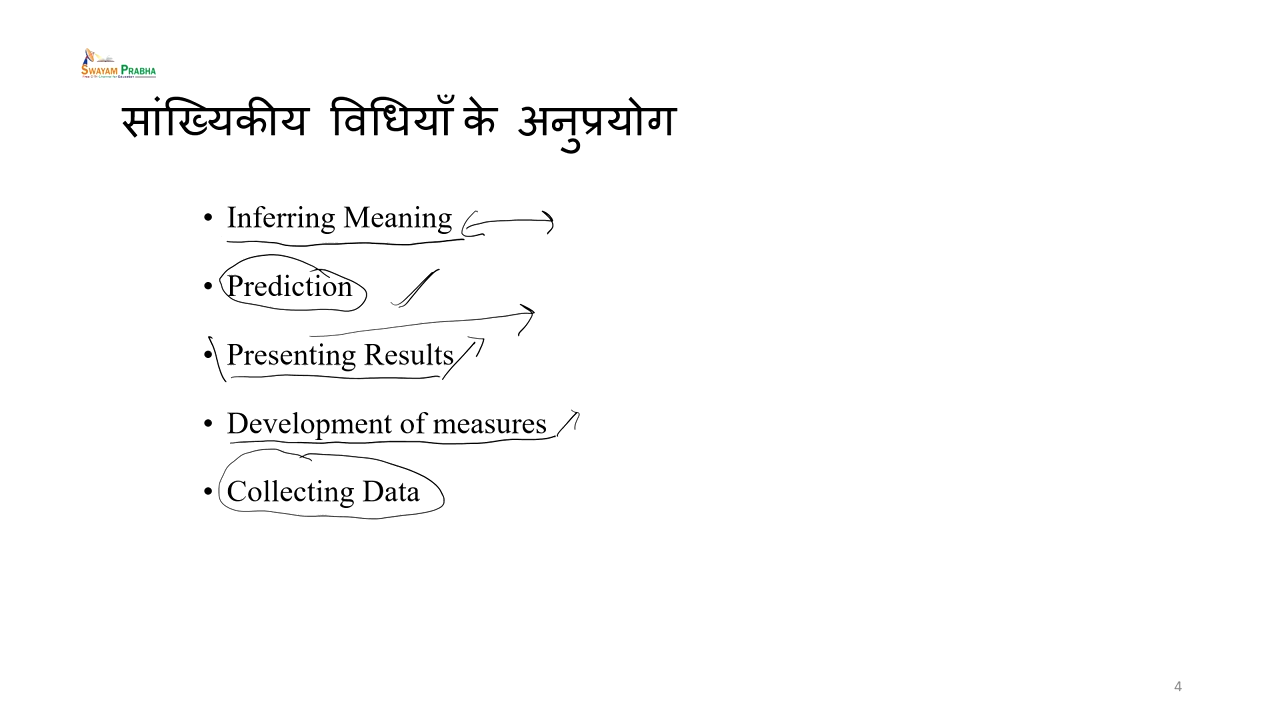 SWAYAM PRABHA
सांख्यिकीय विधियाँ के अनुप्रयोग
• Inferring Meaning
• Prediction
• Presenting Results
• Development of measures
• Collecting Data
4